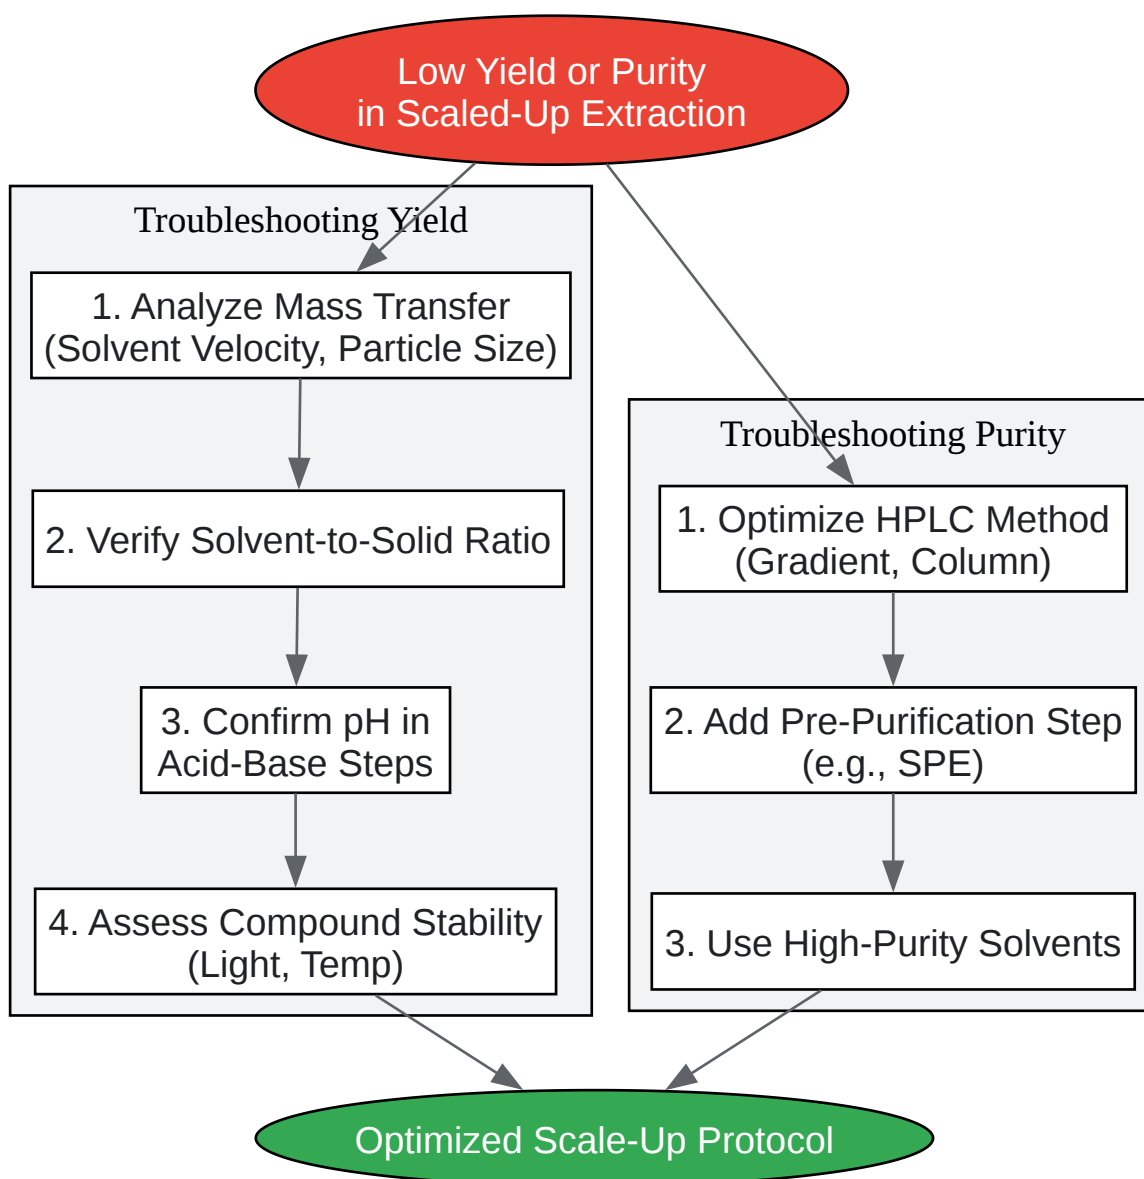 Low Yield or Purity
in Scaled-Up Extraction
Troubleshooting Yield
1. Analyze Mass Transfer
(Solvent Velocity, Particle Size)
2. Verify Solvent-to-Solid Ratio
3. Confirm pH in
Acid-Base Steps
4. Assess Compound Stability
(Light, Temp)
Troubleshooting Purity
1. Optimize HPLC Method
(Gradient, Column)
2. Add Pre-Purification Step
(e.g., SPE)
3. Use High-Purity Solvents
Optimized Scale-Up Protocol